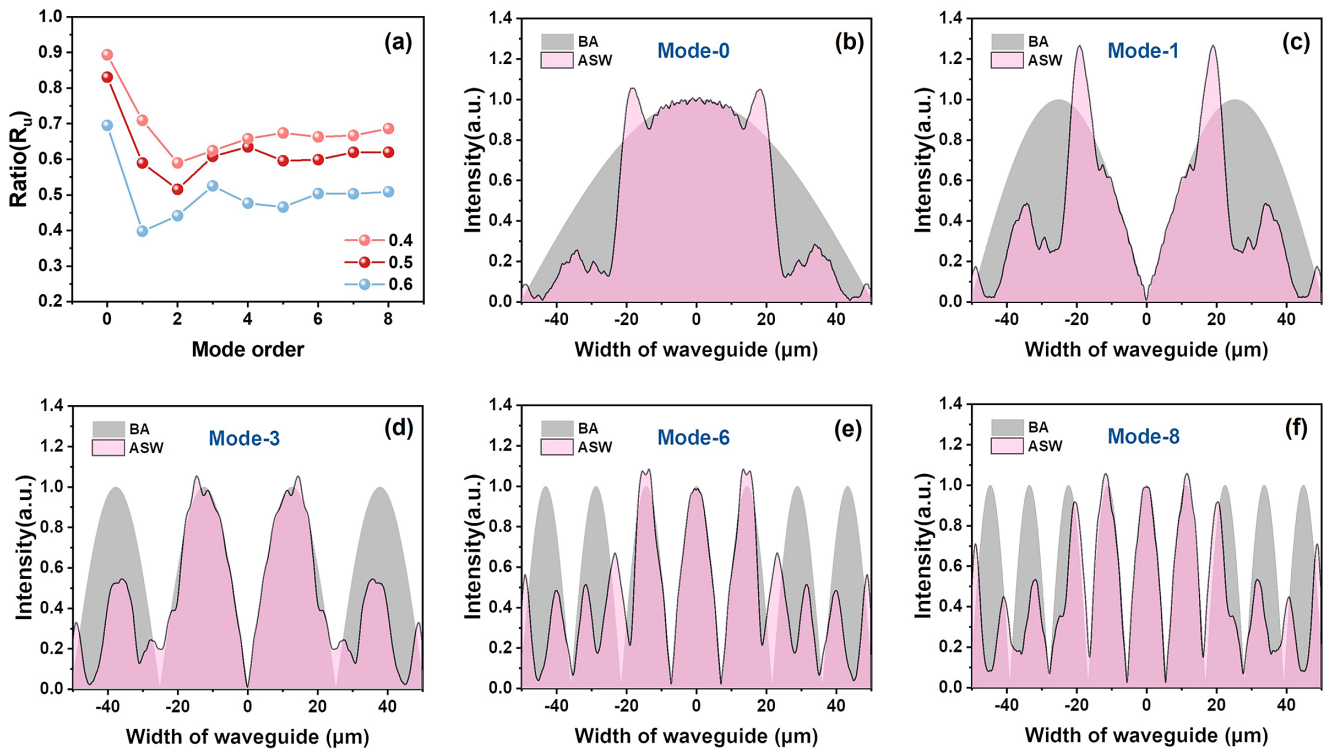 (a)
1.0
0.9
0.8
0.7
0.6
0.5
0.4
0.3
0.2
Ratio(R_u)
0 2 4 6 8
Mode order
0.4
0.5
0.6
(b)
BA
ASW
Mode-0
1.4
1.2
1.0
0.8
0.6
0.4
0.2
0.0
Intensity(a.u.)
-40 -20 0 20 40
Width of waveguide (μm)
(c)
BA
ASW
Mode-1
1.4
1.2
1.0
0.8
0.6
0.4
0.2
0.0
Intensity(a.u.)
-40 -20 0 20 40
Width of waveguide (μm)
(d)
BA
ASW
Mode-3
1.4
1.2
1.0
0.8
0.6
0.4
0.2
0.0
Intensity(a.u.)
-40 -20 0 20 40
Width of waveguide (μm)
(e)
BA
ASW
Mode-6
1.4
1.2
1.0
0.8
0.6
0.4
0.2
0.0
Intensity(a.u.)
-40 -20 0 20 40
Width of waveguide (μm)
(f)
BA
ASW
Mode-8
1.4
1.2
1.0
0.8
0.6
0.4
0.2
0.0
Intensity(a.u.)
-40 -20 0 20 40
Width of waveguide (μm)